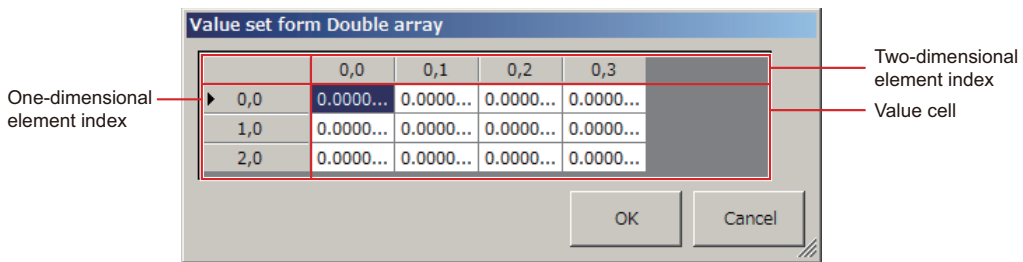 Value set form Double array
0,0 0,1 0,2 0,3
Two-dimensional
element index
One-dimensional
element index
0,0 0.0000... 0.0000... 0.0000... 0.0000...
Value cell
1,0 0.0000... 0.0000... 0.0000... 0.0000...
2,0 0.0000... 0.0000... 0.0000... 0.0000...
OK Cancel